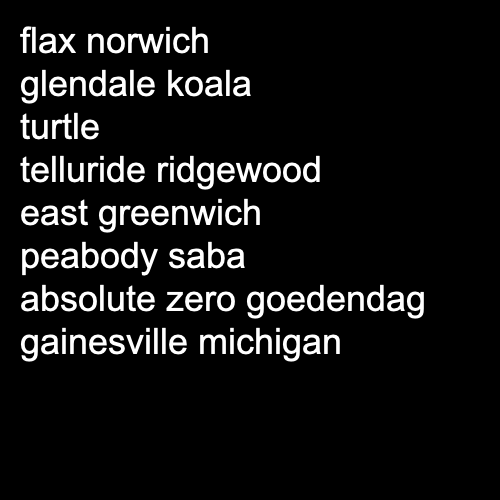 flax norwich
glendale koala
turtle
telluride ridgewood
east greenwich
peabody saba
absolute zero goedendag
gainesville michigan